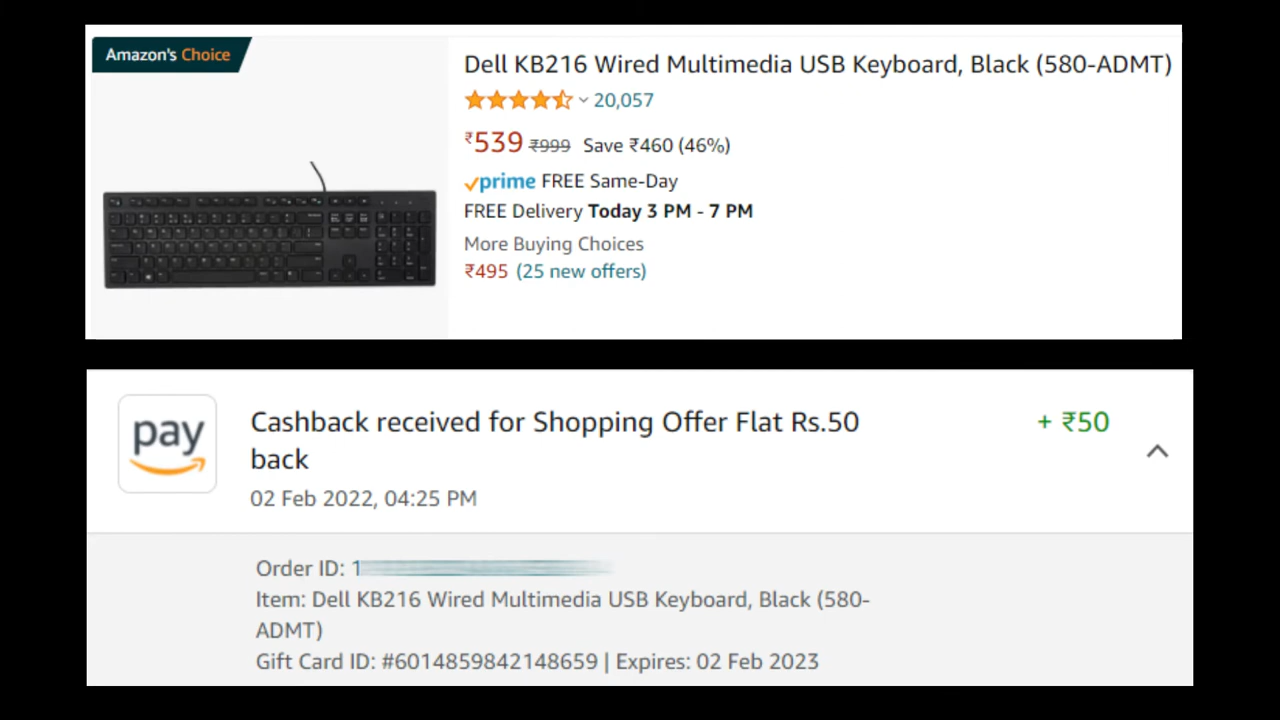 Amazon's Choice
Dell KB216 Wired Multimedia USB Keyboard, Black (580-ADMT)
20,057
₹539 ₹999 Save ₹460 (46%)
prime FREE Same-Day
FREE Delivery Today 3 PM - 7 PM
More Buying Choices
₹495 (25 new offers)
pay
Cashback received for Shopping Offer Flat Rs.50
back
+ ₹50
02 Feb 2022, 04:25 PM
Order ID: 1
Item: Dell KB216 Wired Multimedia USB Keyboard, Black (580-
ADMT)
Gift Card ID: #6014859842148659 | Expires: 02 Feb 2023